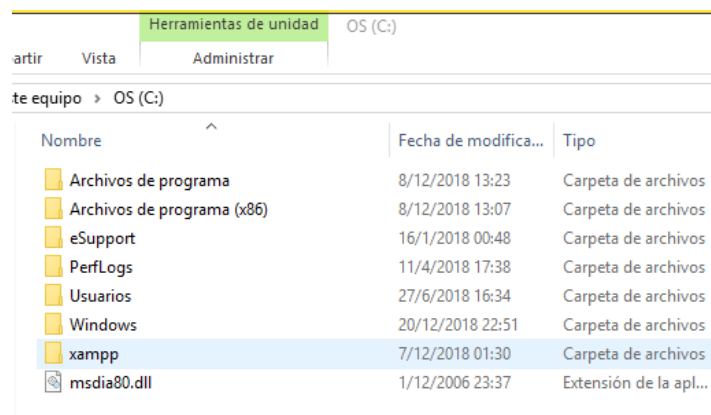 Herramientas de unidad OS (C:)
artir Vista Administrar
te equipo > OS (C:)
Nombre Fecha de modifica... Tipo
Archivos de programa 8/12/2018 13:23 Carpeta de archivos
Archivos de programa (x86) 8/12/2018 13:07 Carpeta de archivos
eSupport 16/1/2018 00:48 Carpeta de archivos
PerfLogs 11/4/2018 17:38 Carpeta de archivos
Usuarios 27/6/2018 16:34 Carpeta de archivos
Windows 20/12/2018 22:51 Carpeta de archivos
xampp 7/12/2018 01:30 Carpeta de archivos
msdia80.dll 1/12/2006 23:37 Extensión de la apl...